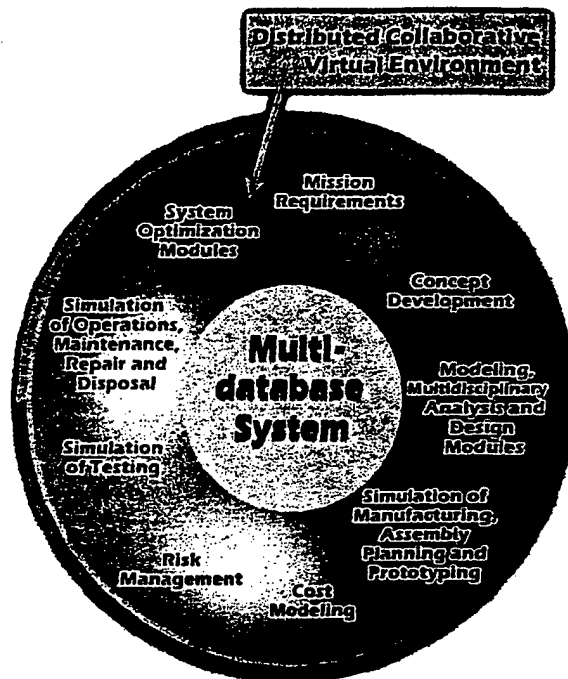 Distributed Collaborative
Virtual Environment
Mission
Requirements
System
Optimization
Modules
Concept
Development
Simulation
of Operations,
Maintenance,
Repair and
Disposal
Multi-
database
System
Modeling,
Multidisciplinary
Analysis and
Design
Modules
Simulation
of Testing
Simulation of
Manufacturing,
Assembly
Planning and
Prototyping
Risk
Management
Cost
Modeling